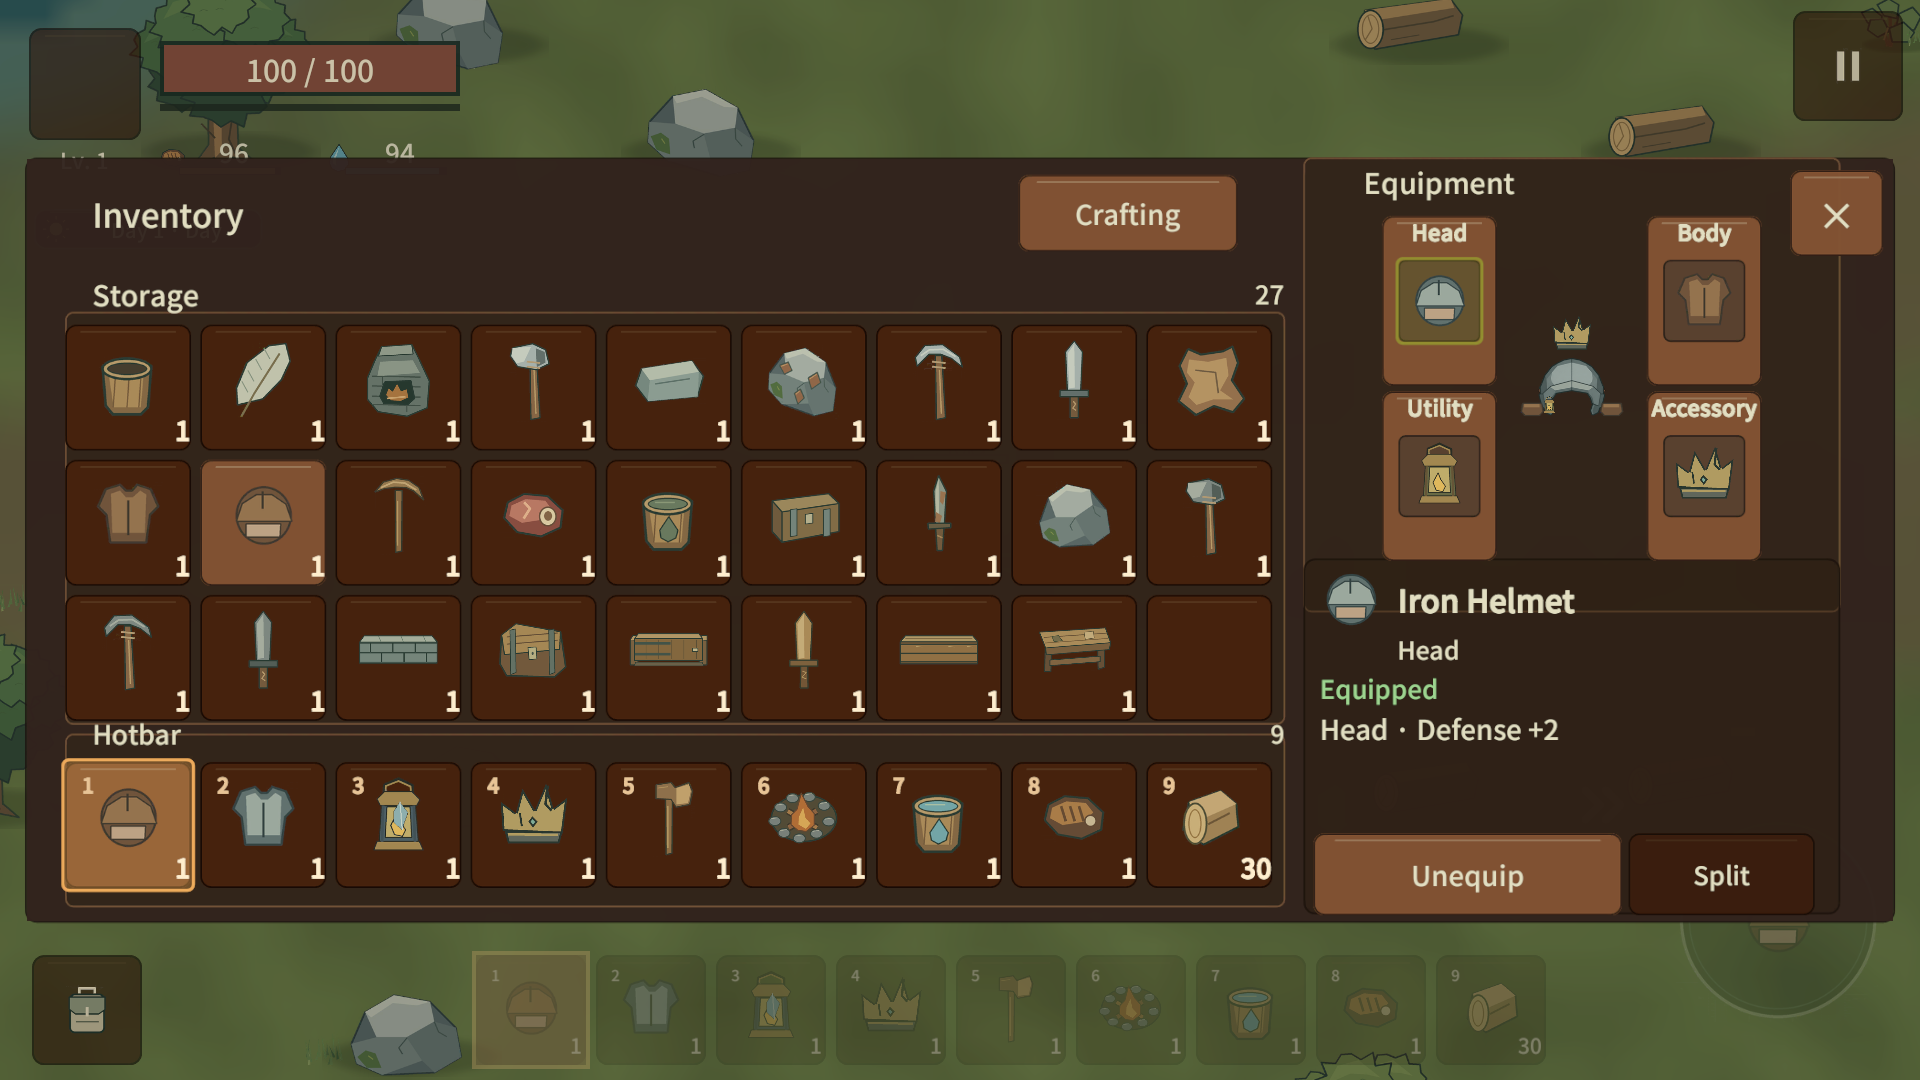 100 / 100
96
94
Lv. 1
Inventory
Crafting
Equipment
Head
Body
Storage
27
Utility
Accessory
1 1 1 1 1 1 1 1 1
1 1 1 1 1 1 1 1 1
1 1 1 1 1 1 1 1
Iron Helmet
Head
Equipped
Head · Defense +2
Hotbar
9
1 2 3 4 5 6 7 8 9
1 1 1 1 1 1 1 1 30
Unequip
Split
1 2 3 4 5 6 7 8 9
1 1 1 1 1 1 1 1 30